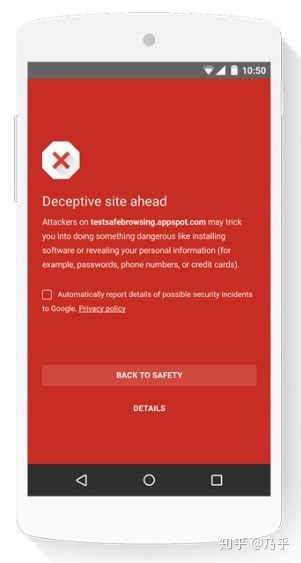 10:50
Deceptive site ahead
Attackers on testsafebrowsing.appspot.com may trick
you into doing something dangerous like installing
software or revealing your personal information (for
example, passwords, phone numbers, or credit cards).
Automatically report details of possible security incidents
to Google. Privacy policy
BACK TO SAFETY
DETAILS
知乎 @乃乎